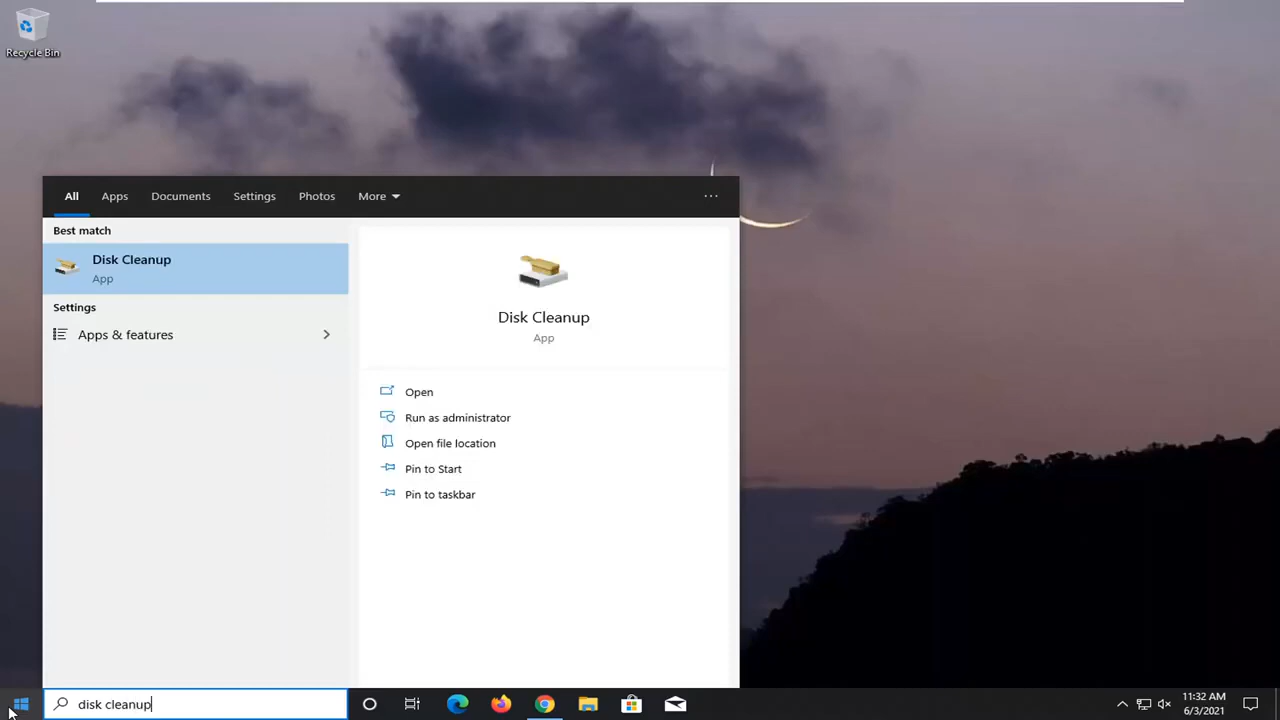 Recycle Bin
All Apps Documents Settings Photos More ...
Best match
Disk Cleanup
App
Settings
Apps & features
Disk Cleanup
App
Open
Run as administrator
Open file location
Pin to Start
Pin to taskbar
disk cleanup
11:32 AM
6/3/2021